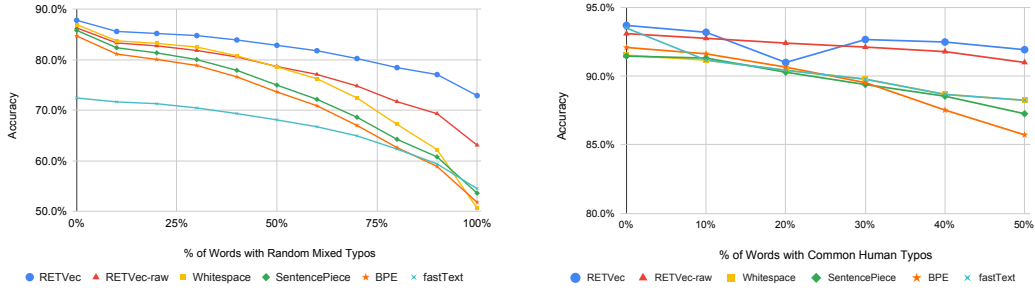 90.0%
80.0%
70.0%
60.0%
50.0%
Accuracy
0% 25% 50% 75% 100%
% of Words with Random Mixed Typos
RETVec RETVec-raw Whitespace SentencePiece BPE fastText
95.0%
90.0%
85.0%
80.0%
Accuracy
0% 10% 20% 30% 40% 50%
% of Words with Common Human Typos
RETVec RETVec-raw Whitespace SentencePiece BPE fastText